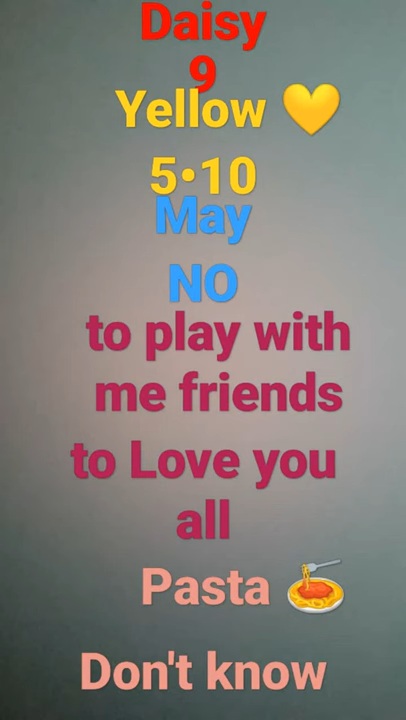 Daisy
9
Yellow 💛
5•10
May
NO
to play with
me friends
to Love you
all
Pasta 🍝
Don't know